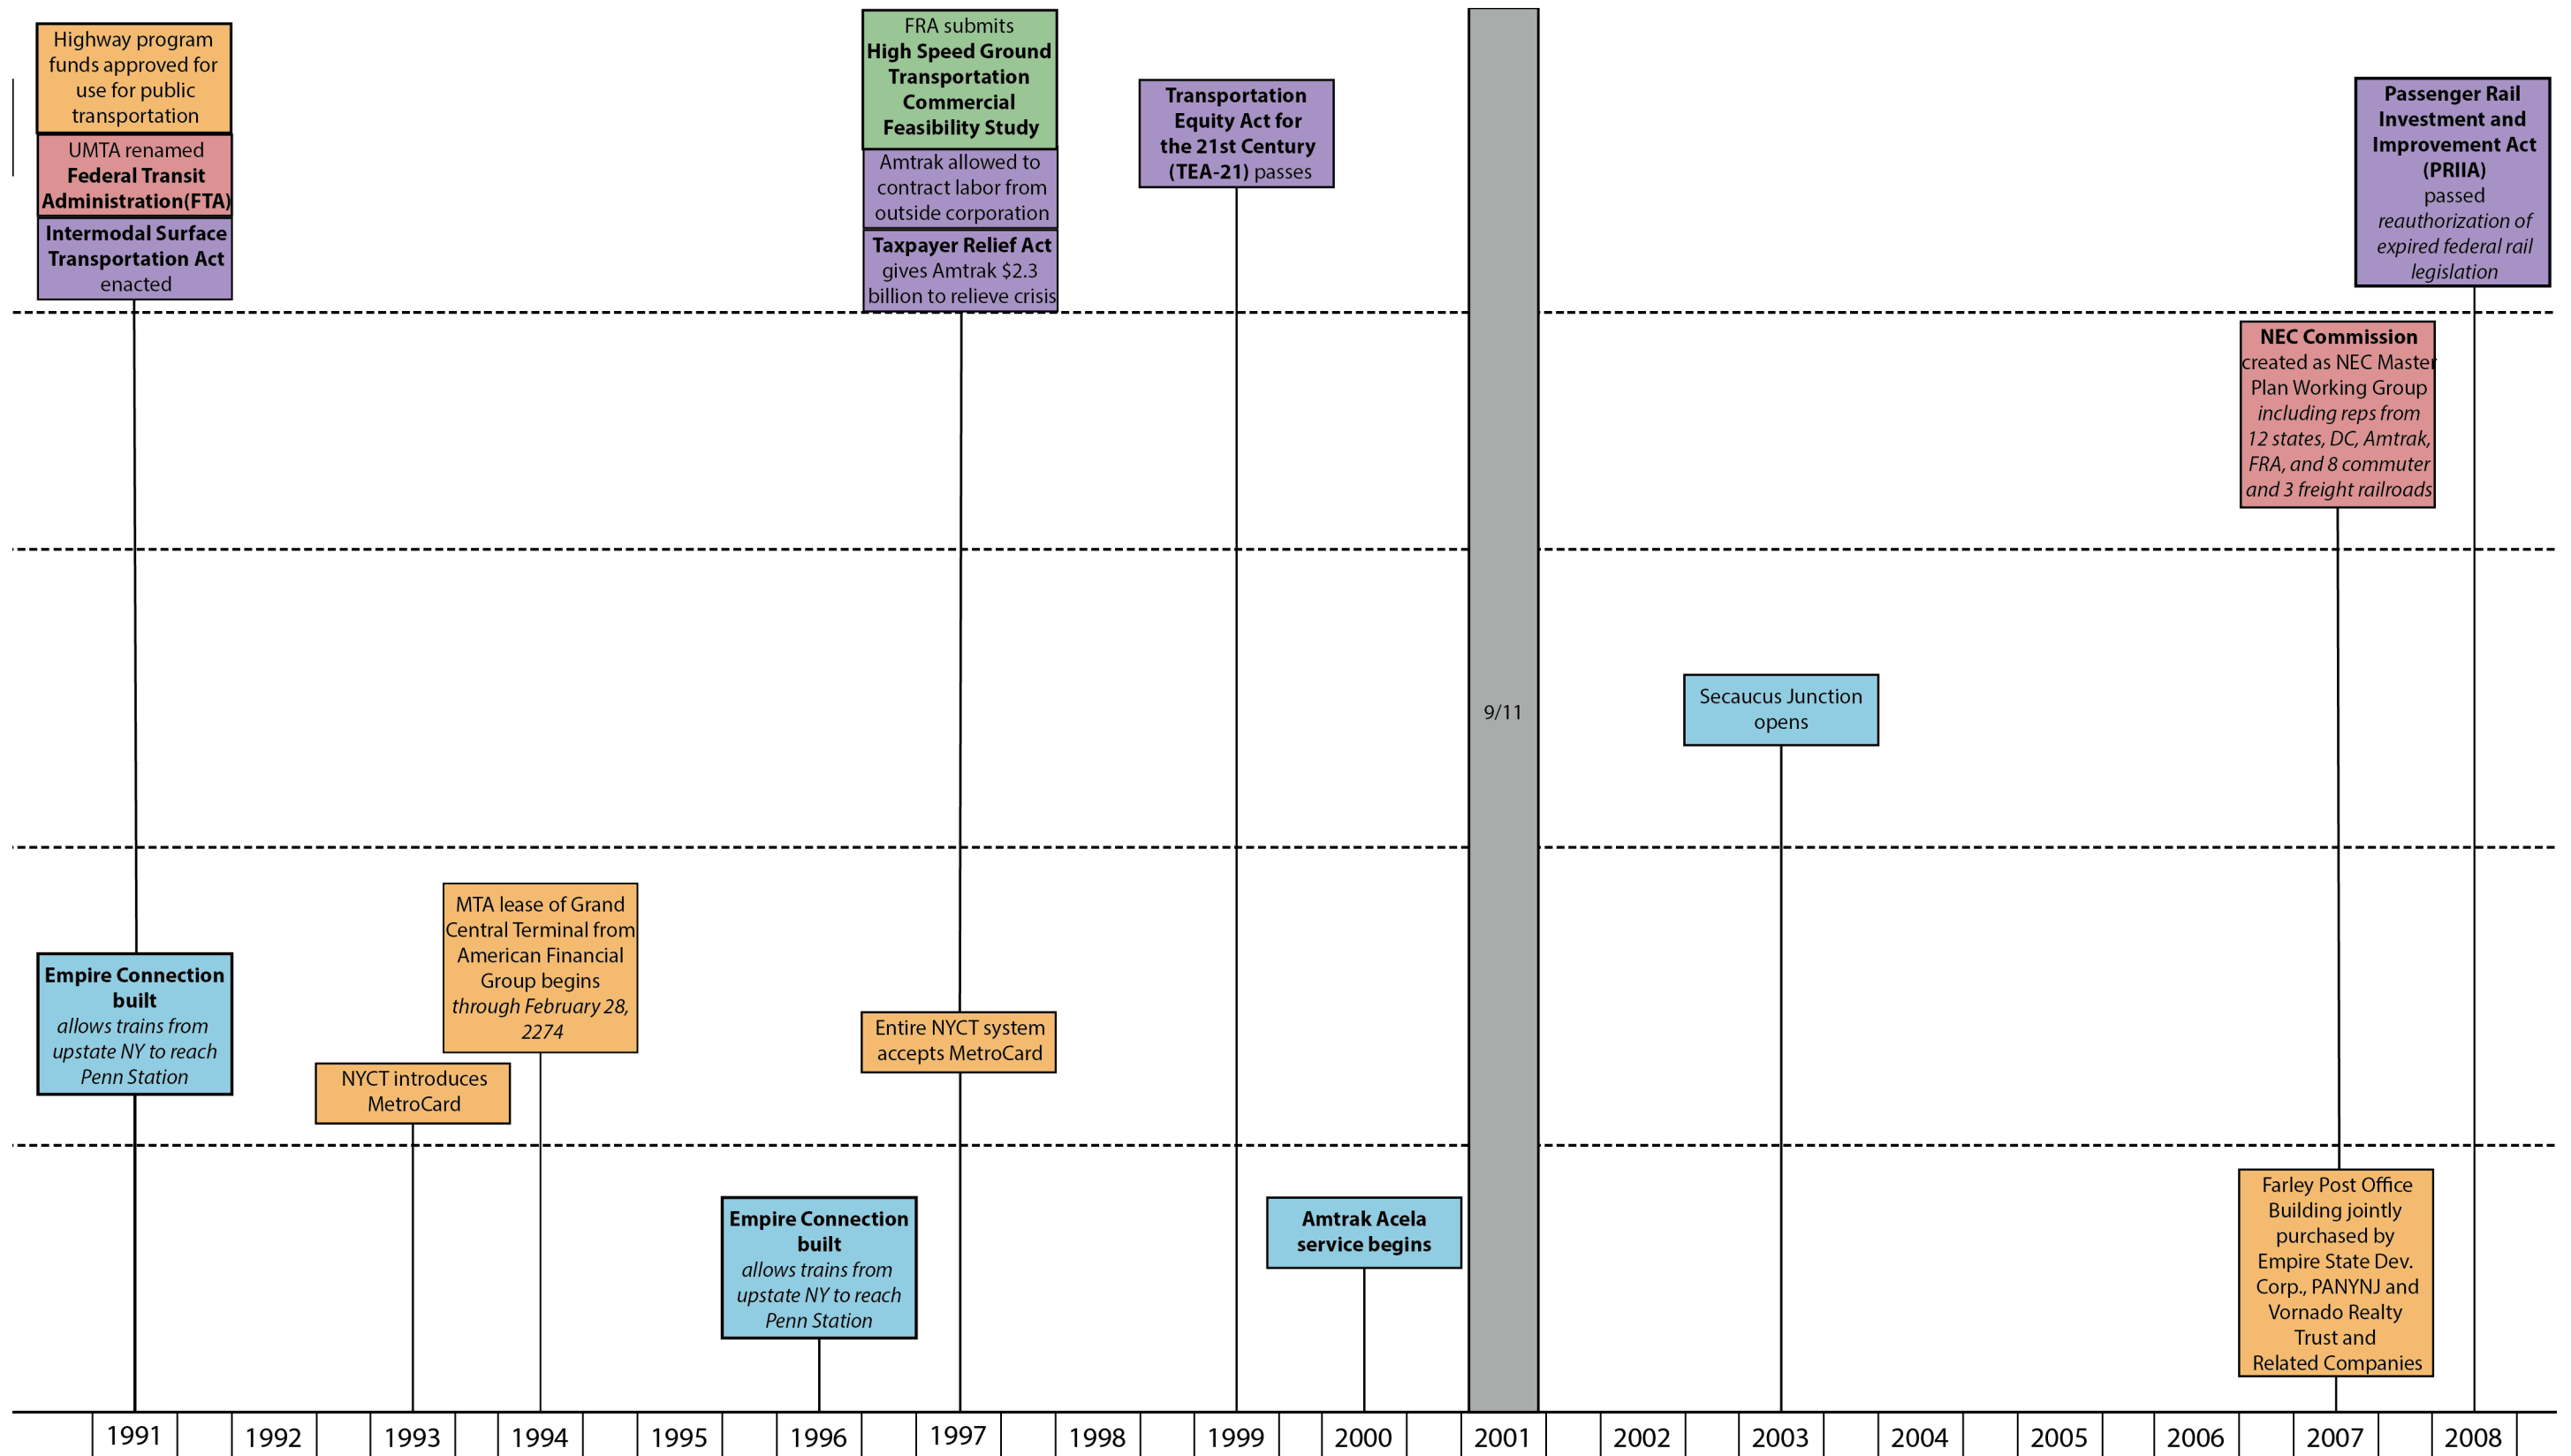 Highway program
funds approved for
use for public
transportation
UMTA renamed
Federal Transit
Administration(FTA)
Intermodal Surface
Transportation Act
enacted
FRA submits
High Speed Ground
Transportation
Commercial
Feasibility Study
Amtrak allowed to
contract labor from
outside corporation
Taxpayer Relief Act
gives Amtrak $2.3
billion to relieve crisis
Transportation
Equity Act for
the 21st Century
(TEA-21) passes
Passenger Rail
Investment and
Improvement Act
(PRIIA)
passed
reauthorization of
expired federal rail
legislation
NEC Commission
created as NEC Master
Plan Working Group
including reps from
12 states, DC, Amtrak,
FRA, and 8 commuter
and 3 freight railroads
9/11
Secaucus Junction
opens
Empire Connection
built
allows trains from
upstate NY to reach
Penn Station
NYCT introduces
MetroCard
MTA lease of Grand
Central Terminal from
American Financial
Group begins
through February 28,
2274
Entire NYCT system
accepts MetroCard
Empire Connection
built
allows trains from
upstate NY to reach
Penn Station
Amtrak Acela
service begins
Farley Post Office
Building jointly
purchased by
Empire State Dev.
Corp., PANYNJ and
Vornado Realty
Trust and
Related Companies
1991 1992 1993 1994 1995 1996 1997 1998 1999 2000 2001 2002 2003 2004 2005 2006 2007 2008